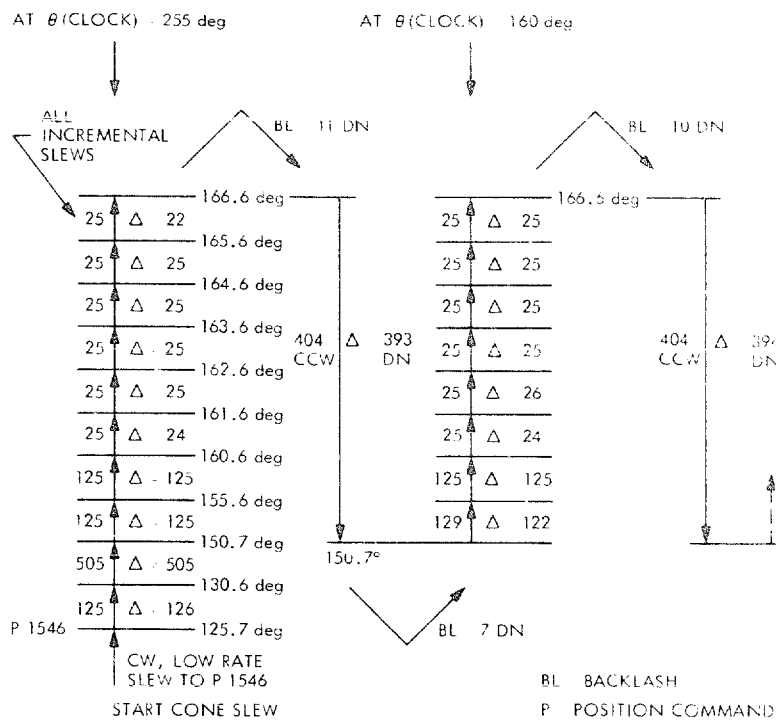 AT θ(CLOCK) - 255 deg
AT θ(CLOCK) 160 deg
ALL
INCREMENTAL
SLEWS
BL 11 DN
BL 10 DN
166.6 deg
166.6 deg
25 Δ 22
25 Δ 25
165.6 deg
25 Δ 25
25 Δ 25
164.6 deg
25 Δ 25
25 Δ 25
163.6 deg
25 Δ 25
25 Δ 25
404
CCW
Δ 393
DN
404
CCW
Δ
162.6 deg
25 Δ 25
25 Δ 26
161.6 deg
25 Δ 24
25 Δ 24
160.6 deg
125 Δ - 125
125 Δ 125
155.6 deg
125 Δ - 125
129 Δ 122
150.7 deg
150.7°
505 Δ - 505
130.6 deg
125 Δ - 126
P 1546
125.7 deg
BL 7 DN
CW, LOW RATE
SLEW TO P 1546
START CONE SLEW
BL BACKLASH
P POSITION COMMAND